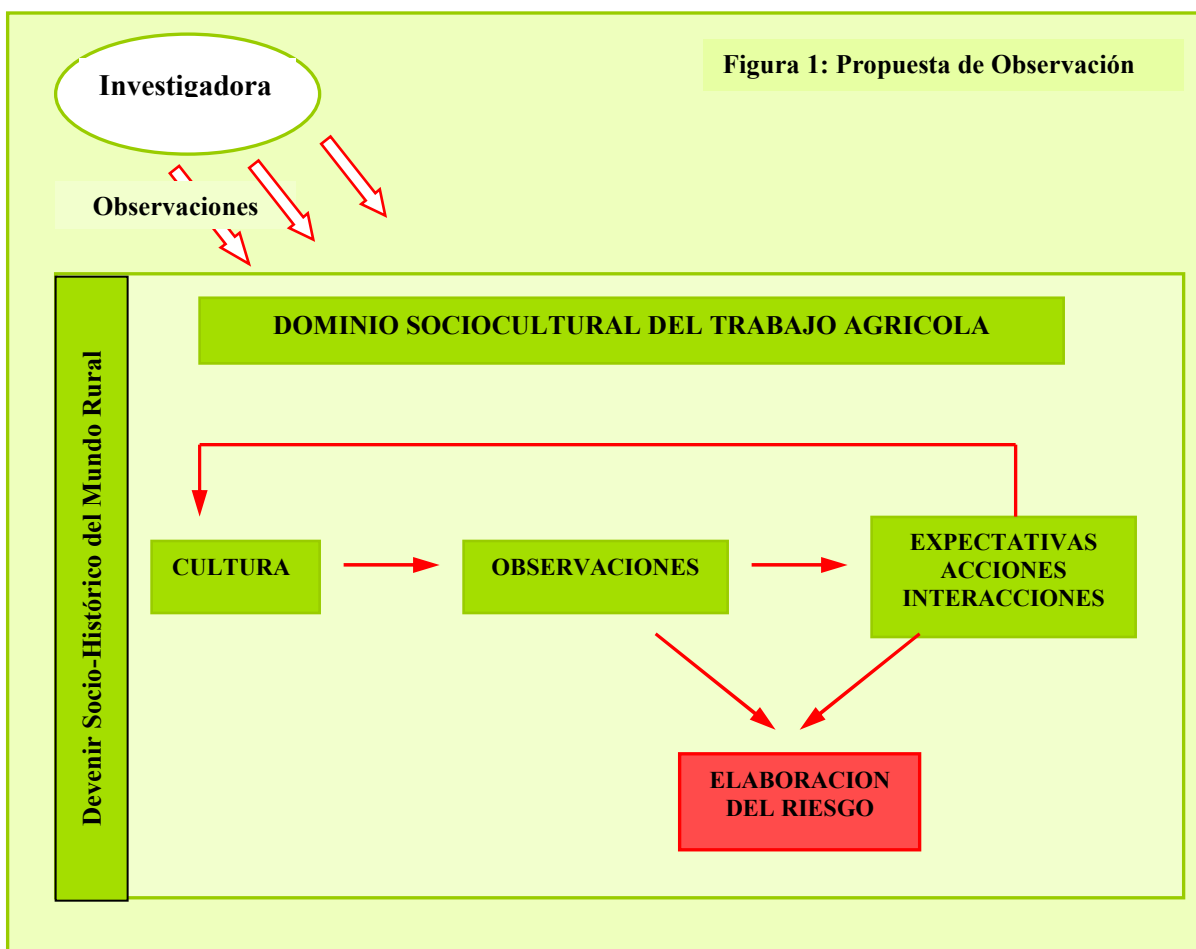 Investigadora
Figura 1: Propuesta de Observación
Observaciones
Devenir Socio-Histórico del Mundo Rural
DOMINIO SOCIOCULTURAL DEL TRABAJO AGRICOLA
CULTURA
OBSERVACIONES
EXPECTATIVAS
ACCIONES
INTERACCIONES
ELABORACION
DEL RIESGO